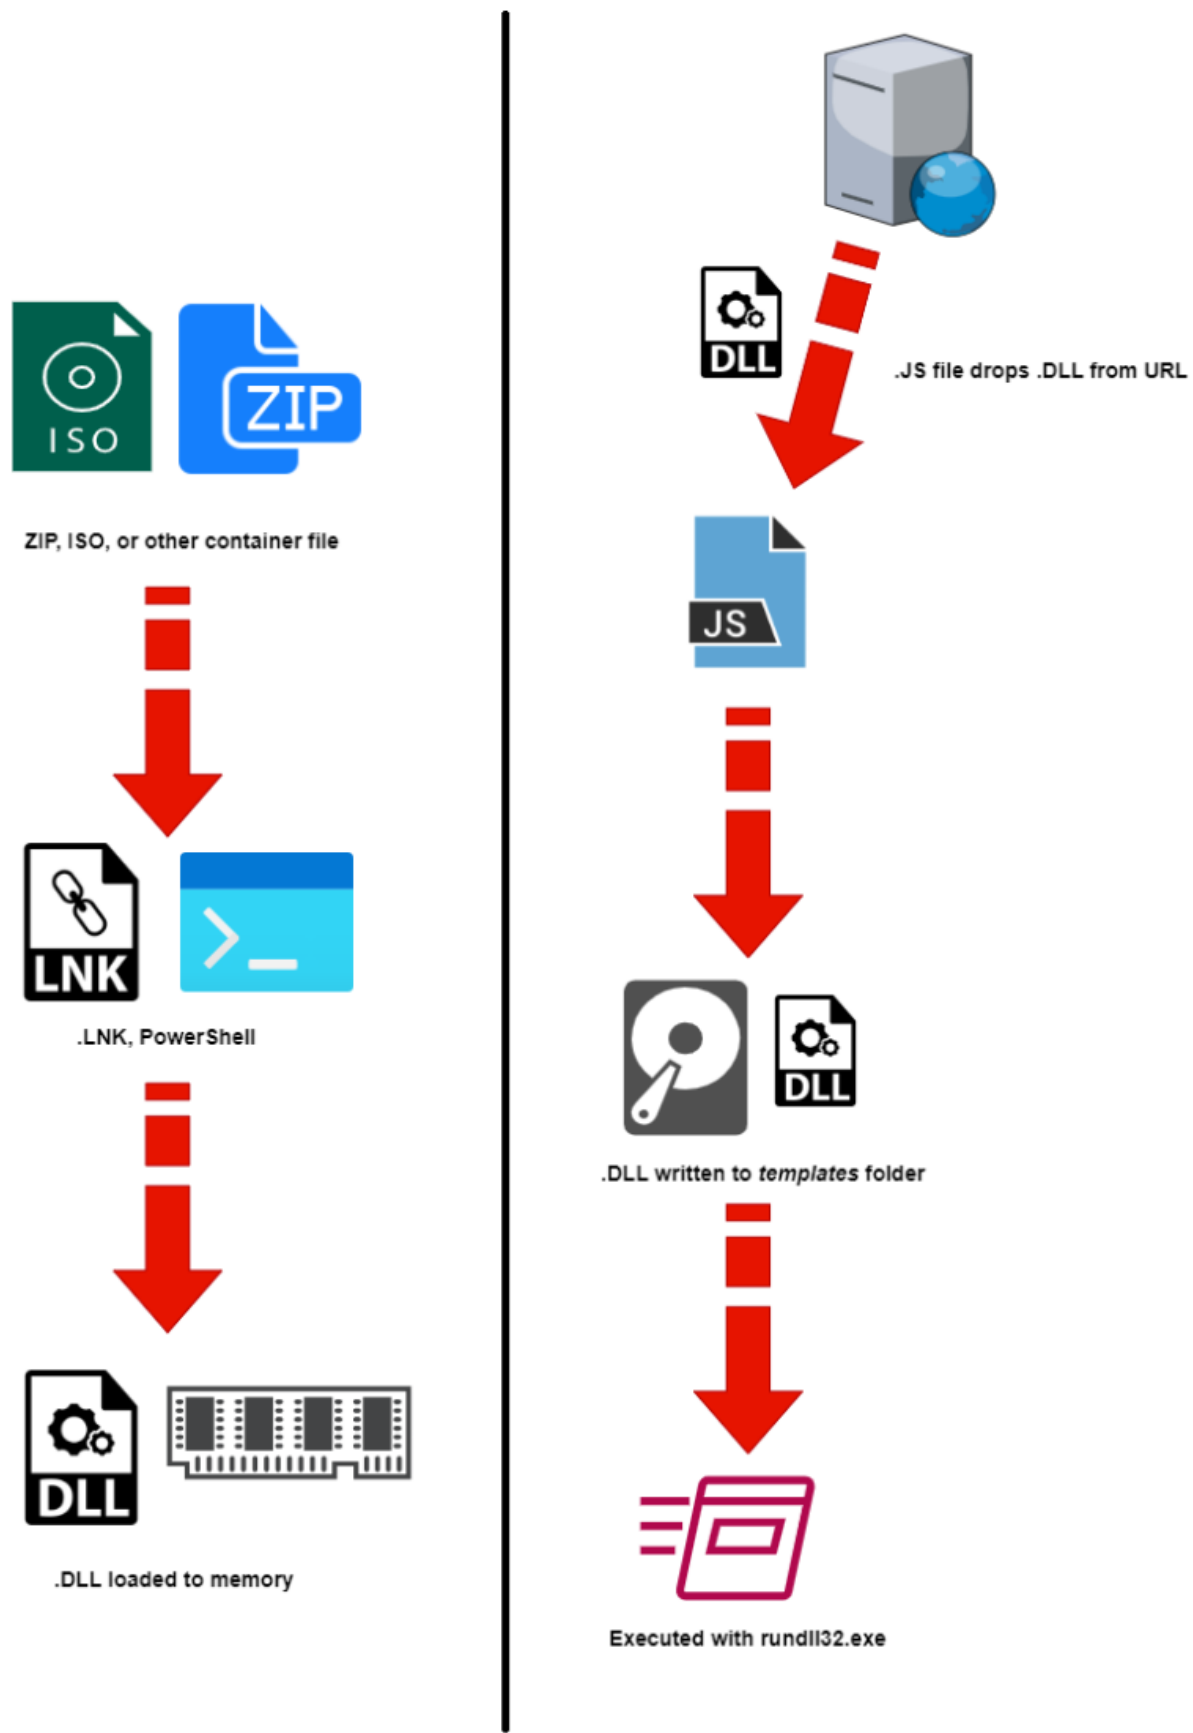 ISO
ZIP
ZIP, ISO, or other container file
LNK
.LNK, PowerShell
DLL
.DLL loaded to memory
DLL
.JS file drops .DLL from URL
JS
DLL
.DLL written to templates folder
Executed with rundll32.exe